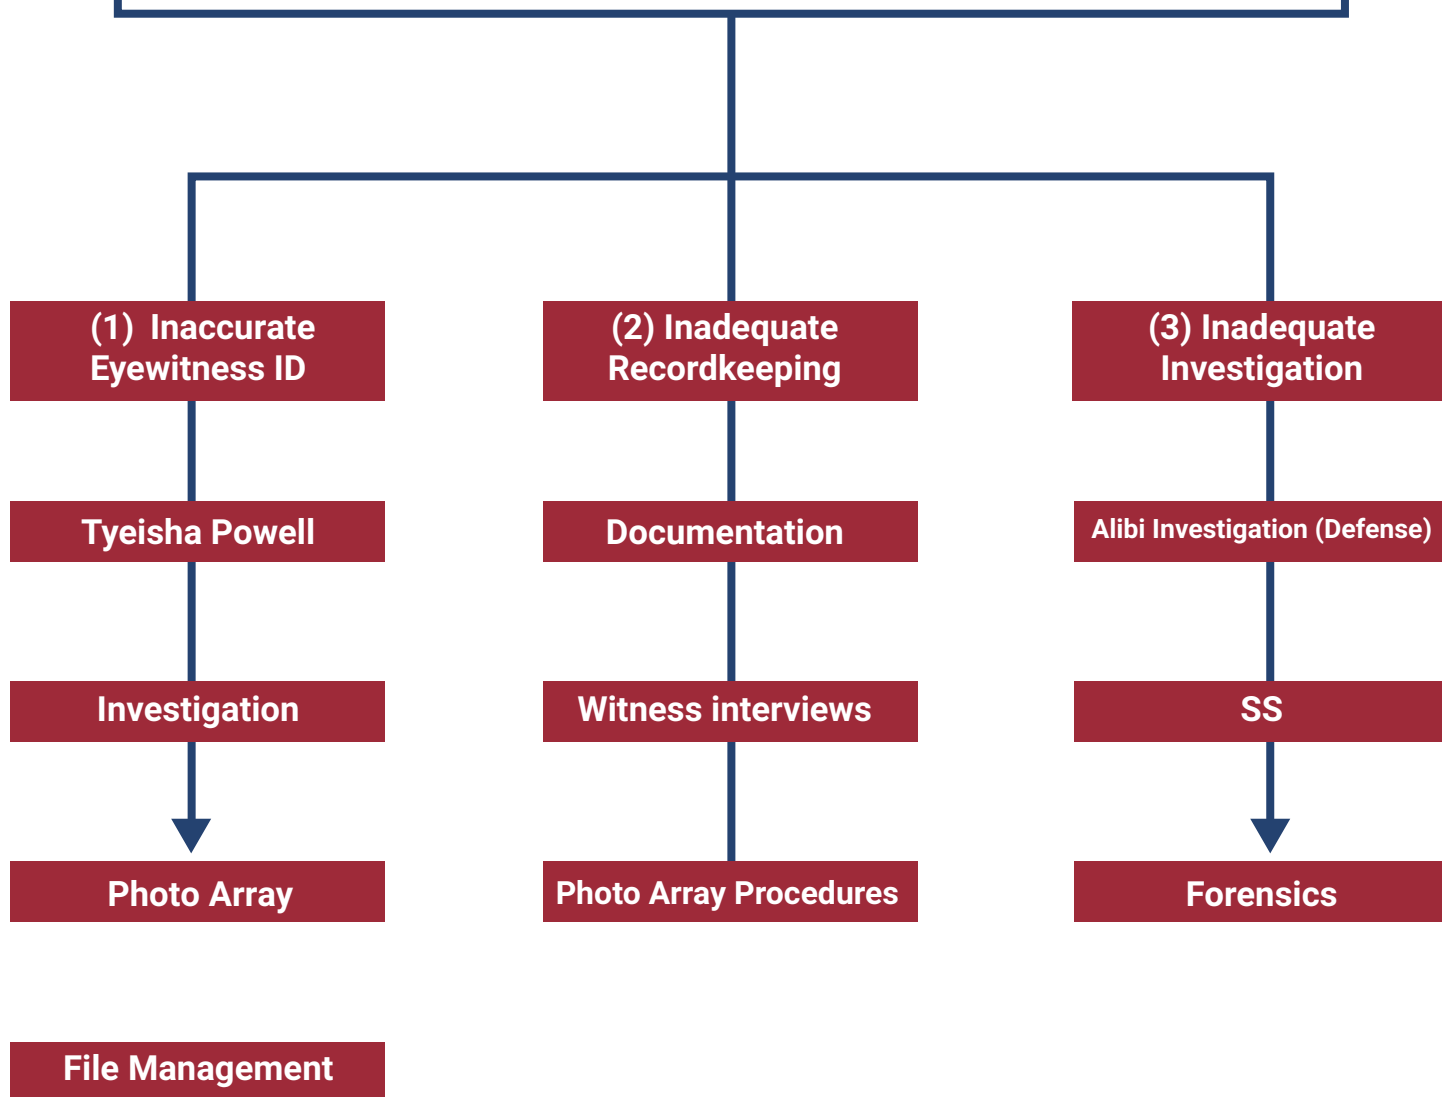 (1) Inaccurate
Eyewitness ID
Tyeisha Powell
Investigation
Photo Array
File Management
(2) Inadequate
Recordkeeping
Documentation
Witness interviews
Photo Array Procedures
(3) Inadequate
Investigation
Alibi Investigation (Defense)
SS
Forensics